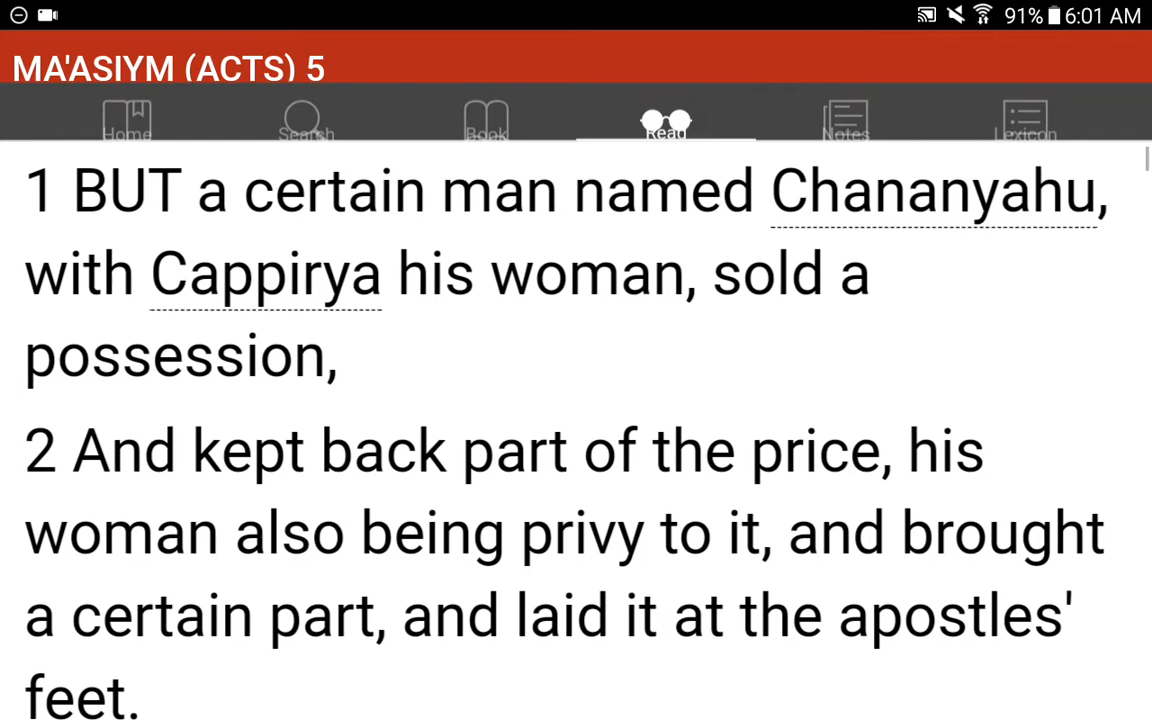 91% 6:01 AM
MA'ASIYM (ACTS) 5
Home Search Book Read Notes Lexicon
1 BUT a certain man named Chananyahu,
with Cappirya his woman, sold a
possession,
2 And kept back part of the price, his
woman also being privy to it, and brought
a certain part, and laid it at the apostles'
feet.